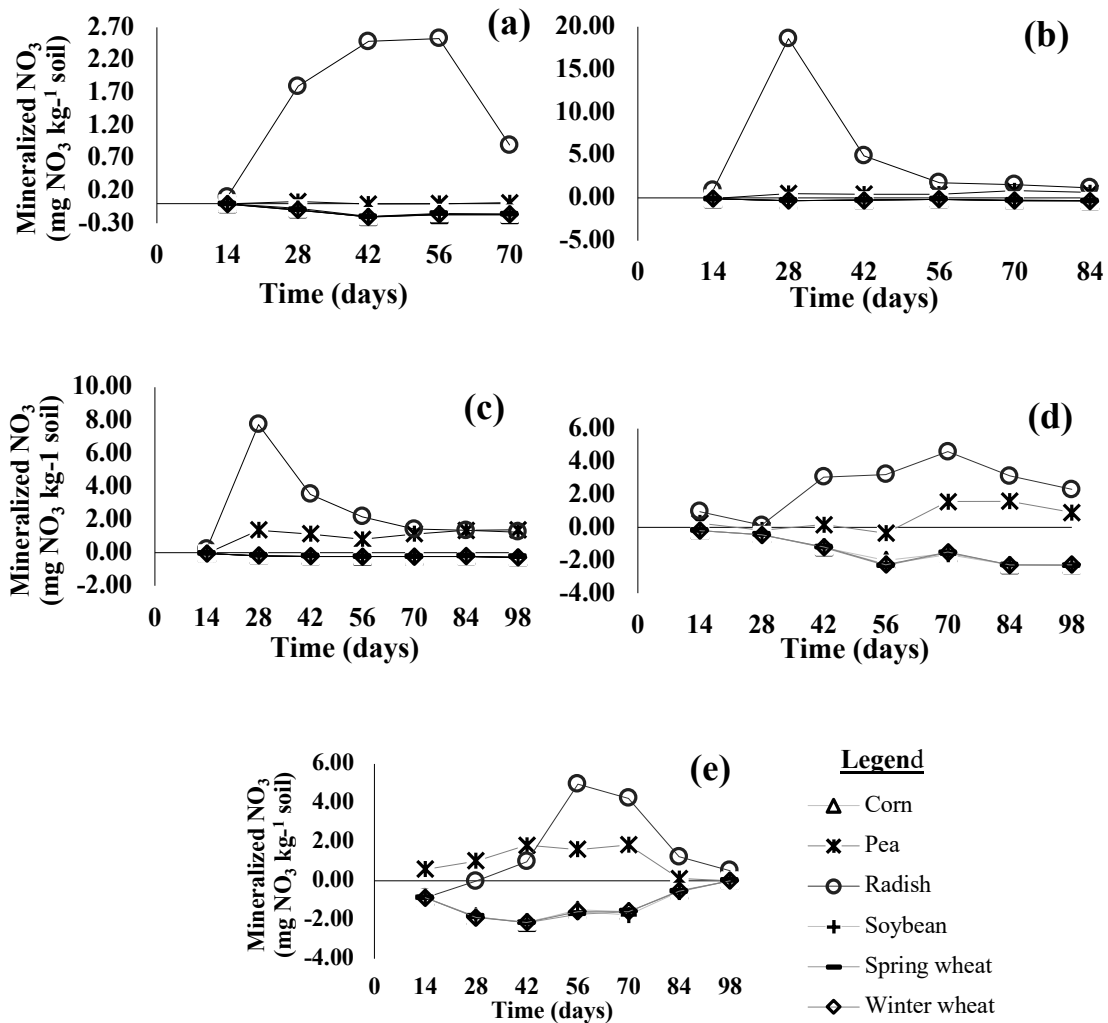 (a)
Mineralized NO3
(mg NO3 kg-1 soil)
2.70
2.20
1.70
1.20
0.70
0.20
-0.30
0 14 28 42 56 70
Time (days)
(b)
20.00
15.00
10.00
5.00
0.00
-5.00
0 14 28 42 56 70 84
Time (days)
(c)
Mineralized NO3
(mg NO3 kg-1 soil)
10.00
8.00
6.00
4.00
2.00
0.00
-2.00
0 14 28 42 56 70 84 98
Time (days)
(d)
6.00
4.00
2.00
0.00
-2.00
-4.00
0 14 28 42 56 70 84 98
Time (days)
(e)
Mineralized NO3
(mg NO3 kg-1 soil)
6.00
4.00
2.00
0.00
-2.00
-4.00
0 14 28 42 56 70 84 98
Time (days)
Legend
Corn
Pea
Radish
Soybean
Spring wheat
Winter wheat